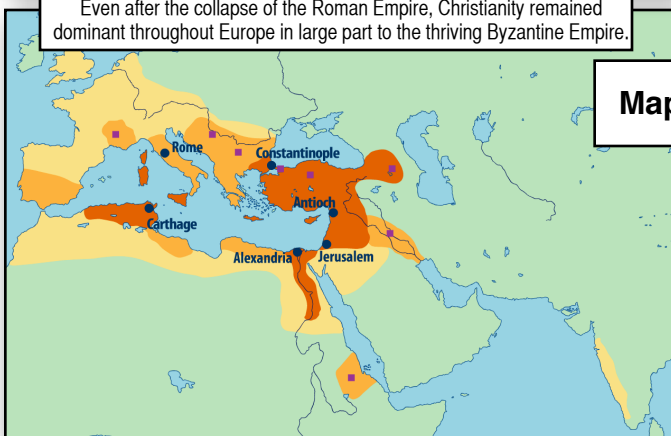 Even after the collapse of the Roman Empire, Christianity remained
dominant throughout Europe in large part to the thriving Byzantine Empire.
Map
Rome
Constantinople
Antioch
Carthage
Alexandria
Jerusalem